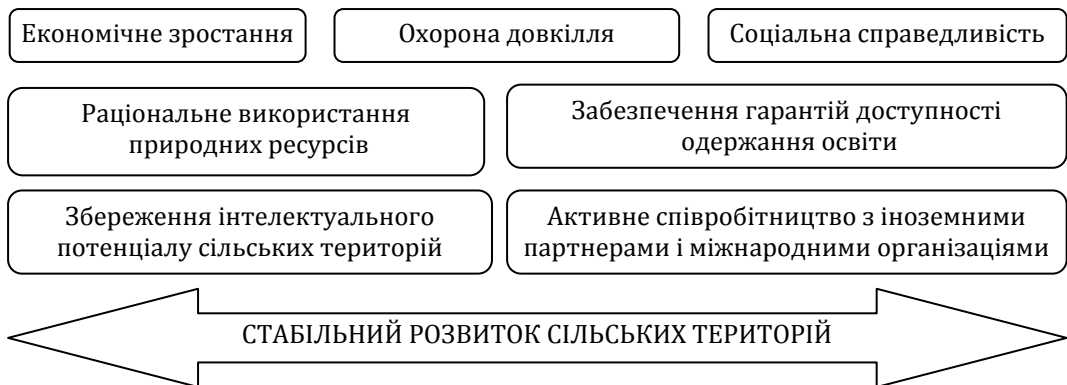 Економічне зростання
Охорона довкілля
Соціальна справедливість
Раціональне використання
природних ресурсів
Забезпечення гарантій доступності
одержання освіти
Збереження інтелектуального
потенціалу сільських територій
Активне співробітництво з іноземними
партнерами і міжнародними організаціями
СТАБІЛЬНИЙ РОЗВИТОК СІЛЬСЬКИХ ТЕРИТОРІЙ